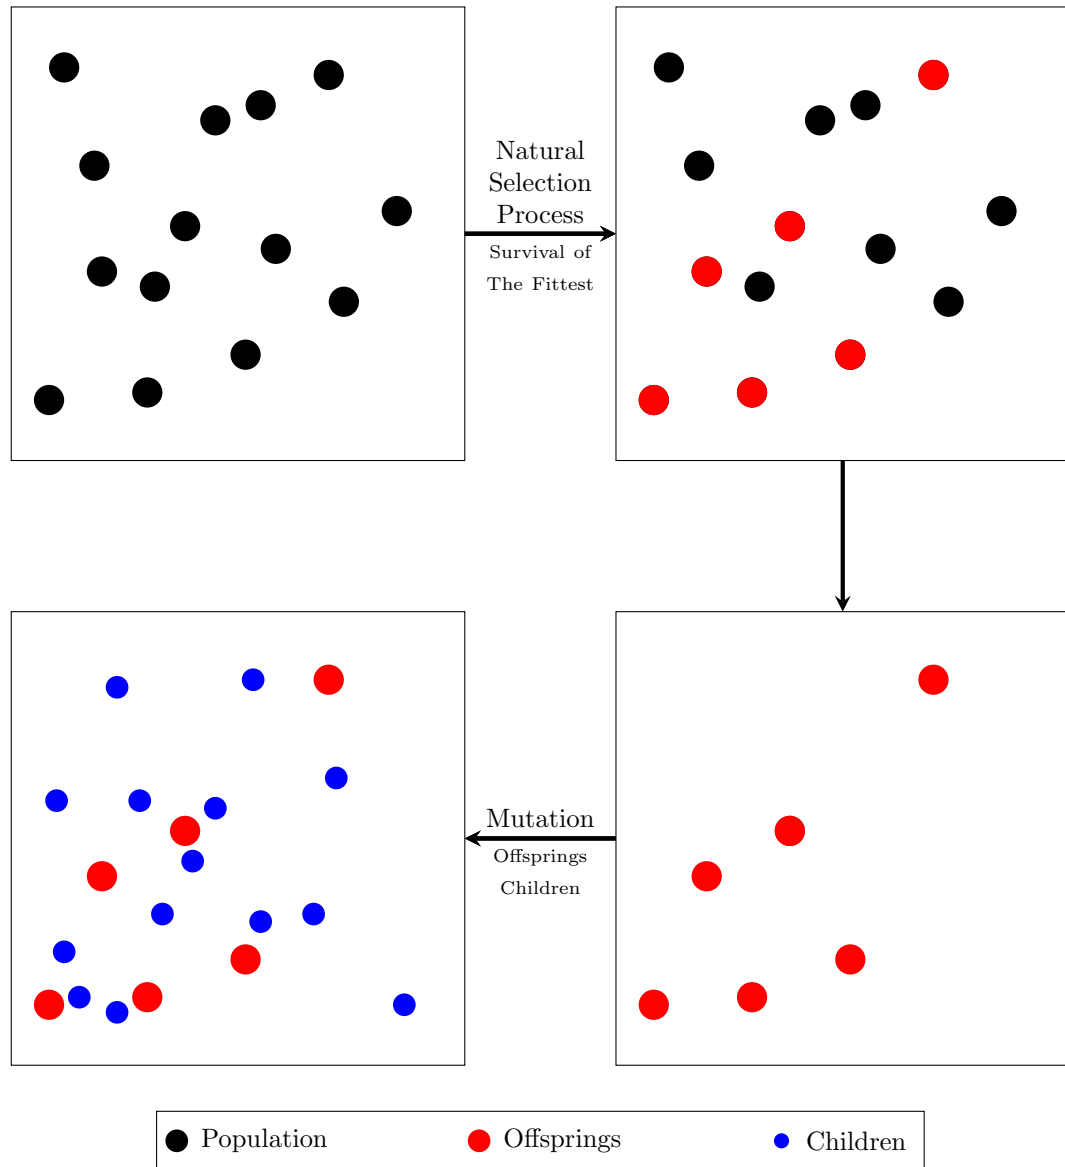 Natural
Selection
Process
Survival of
The Fittest
Mutation
Offsprings
Children
Population
Offsprings
Children